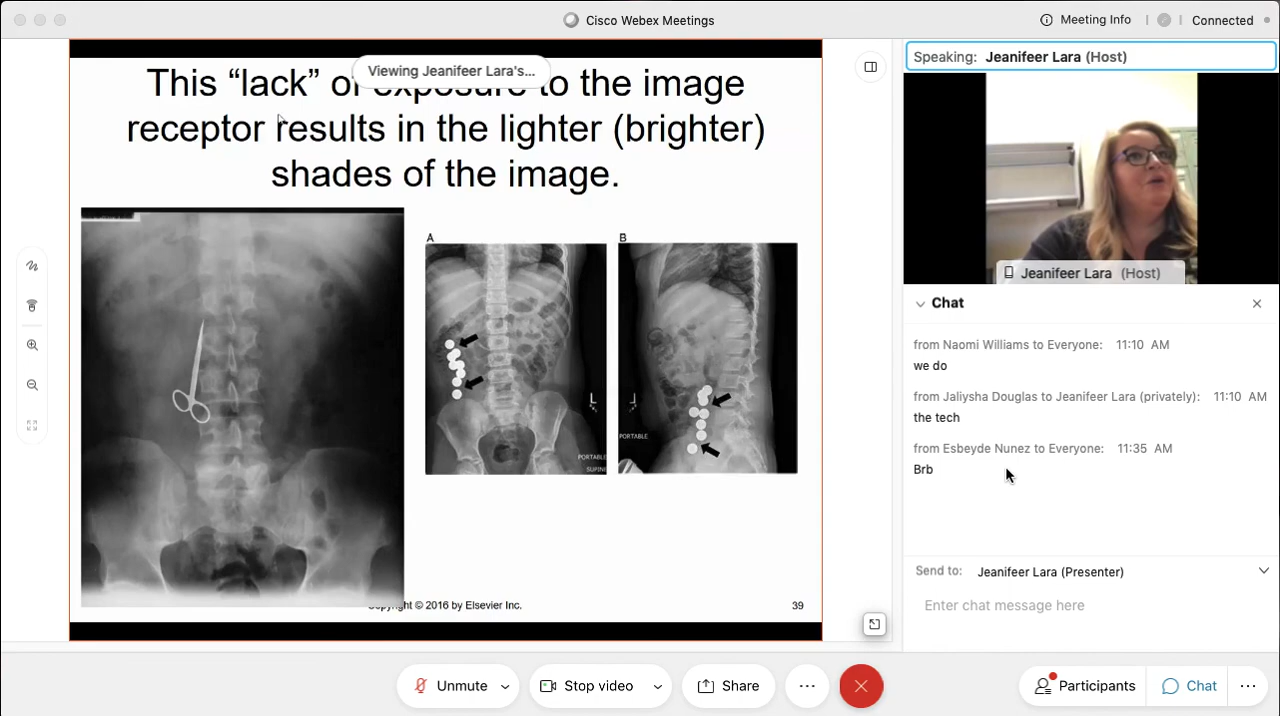 Cisco Webex Meetings
Meeting Info
Connected
Viewing Jeanifeer Lara's...
This “lack” of exposure to the image
receptor results in the lighter (brighter)
shades of the image.
A
B
L
L
PORTABLE
SUPINE
PORTABLE
Copyright © 2016 by Elsevier Inc.
39
Speaking: Jeanifeer Lara (Host)
Jeanifeer Lara (Host)
Chat
from Naomi Williams to Everyone: 11:10 AM
we do
from Jaliysha Douglas to Jeanifeer Lara (privately): 11:10 AM
the tech
from Esbeyde Nunez to Everyone: 11:35 AM
Brb
Send to: Jeanifeer Lara (Presenter)
Enter chat message here
Unmute
Stop video
Share
Participants
Chat